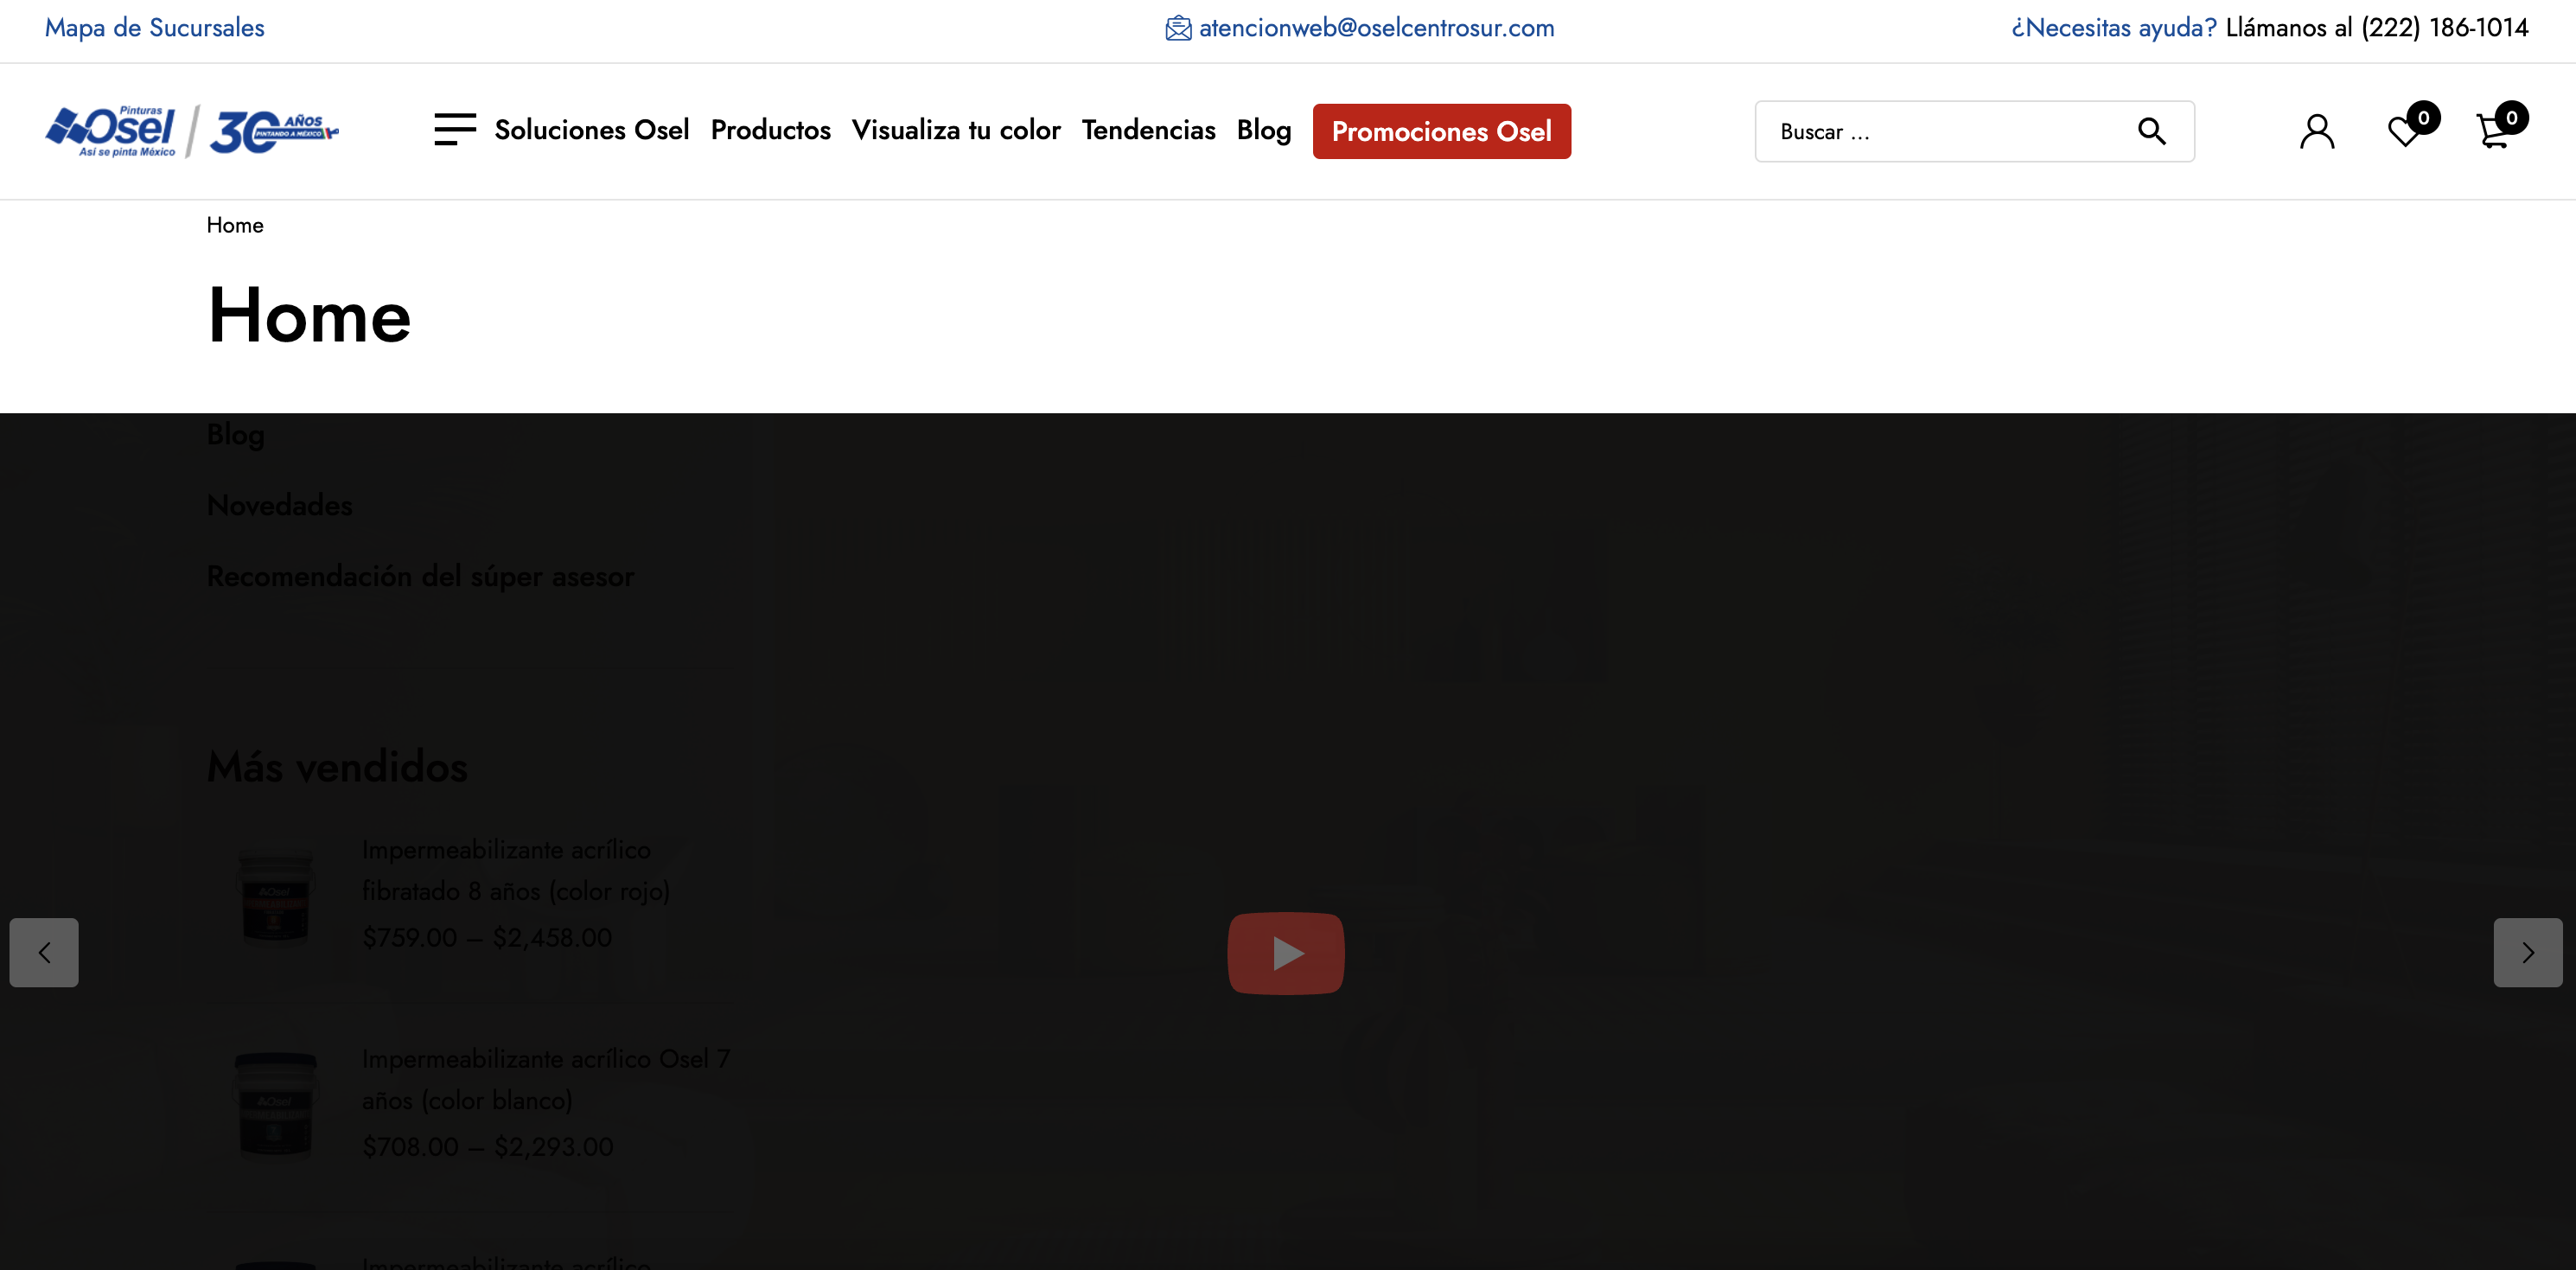 Mapa de Sucursales
atencionweb@oselcentrosur.com
¿Necesitas ayuda? Llámanos al (222) 186-1014
Pinturas
Osel
Así se pinta México
30 AÑOS
PINTANDO A MÉXICO
Soluciones Osel
Productos
Visualiza tu color
Tendencias
Blog
Promociones Osel
Buscar ...
0
0
Home
Home
Blog
Novedades
Recomendación del súper asesor
Más vendidos
Impermeabilizante acrílico
fibratado 8 años (color rojo)
$759.00 – $2,458.00
Osel
Impermeabilizante acrílico Osel 7
años (color blanco)
$708.00 – $2,293.00
Osel
Impermeabilizante acrílico